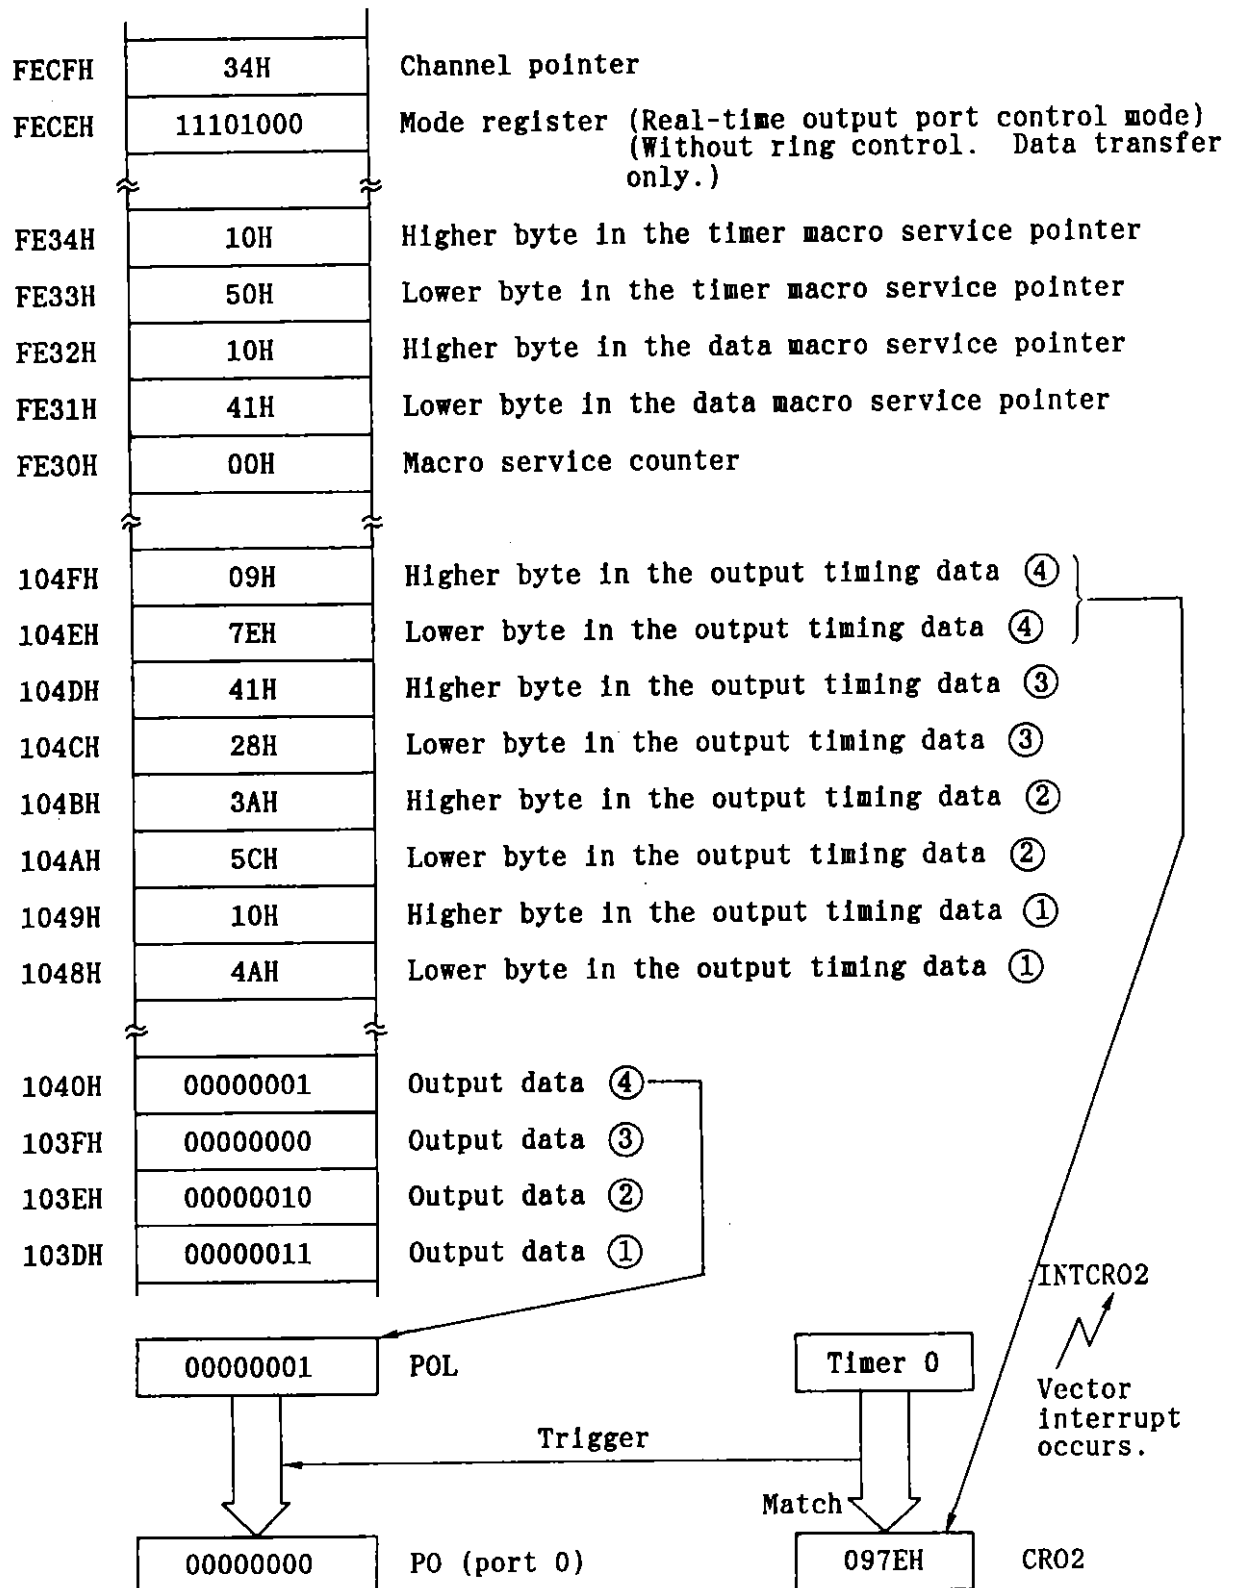 FECFH 34H Channel pointer
FECEH 11101000 Mode register (Real-time output port control mode)
(Without ring control. Data transfer
only.)
FE34H 10H Higher byte in the timer macro service pointer
FE33H 50H Lower byte in the timer macro service pointer
FE32H 10H Higher byte in the data macro service pointer
FE31H 41H Lower byte in the data macro service pointer
FE30H 00H Macro service counter
104FH 09H Higher byte in the output timing data ④
104EH 7EH Lower byte in the output timing data ④
104DH 41H Higher byte in the output timing data ③
104CH 28H Lower byte in the output timing data ③
104BH 3AH Higher byte in the output timing data ②
104AH 5CH Lower byte in the output timing data ②
1049H 10H Higher byte in the output timing data ①
1048H 4AH Lower byte in the output timing data ①
1040H 00000001 Output data ④
103FH 00000000 Output data ③
103EH 00000010 Output data ②
103DH 00000011 Output data ①
INTCR02
00000001 P0L Timer 0
Vector
interrupt
occurs.
Trigger
Match
00000000 P0 (port 0) 097EH CR02